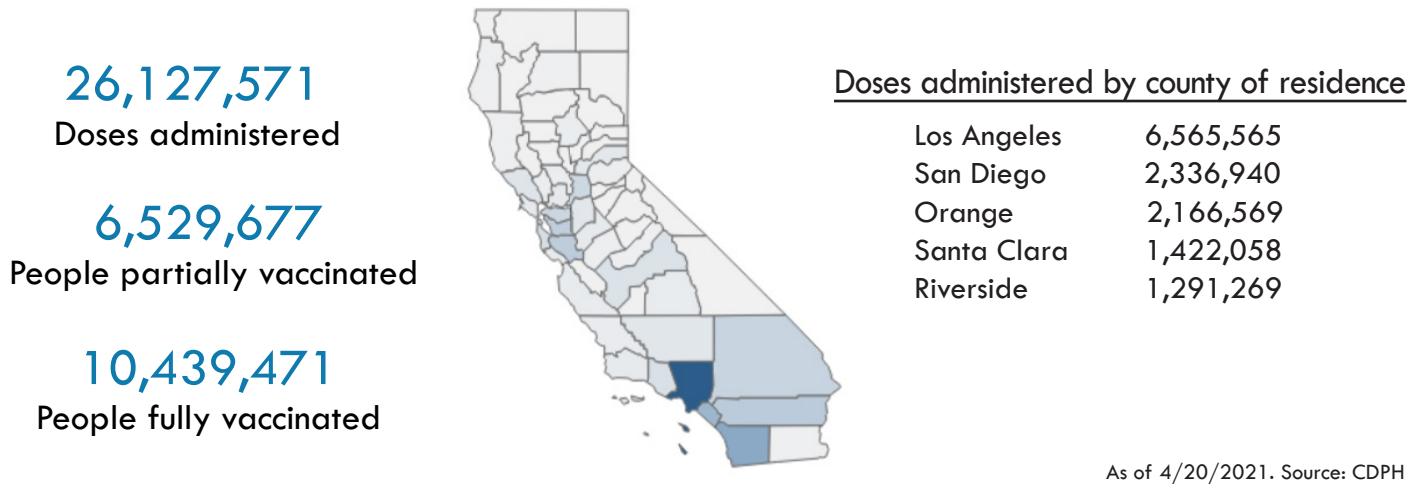 26,127,571
Doses administered
6,529,677
People partially vaccinated
10,439,471
People fully vaccinated
Doses administered by county of residence
Los Angeles 6,565,565
San Diego 2,336,940
Orange 2,166,569
Santa Clara 1,422,058
Riverside 1,291,269
As of 4/20/2021. Source: CDPH